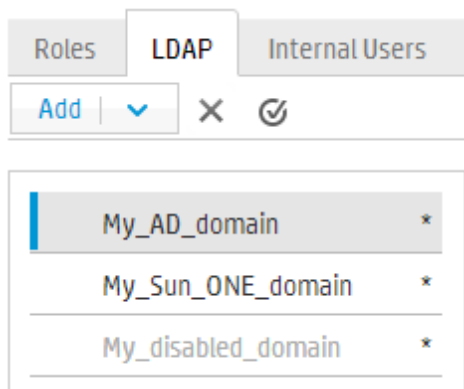 Roles LDAP Internal Users
Add
My_AD_domain *
My_Sun_ONE_domain *
My_disabled_domain *